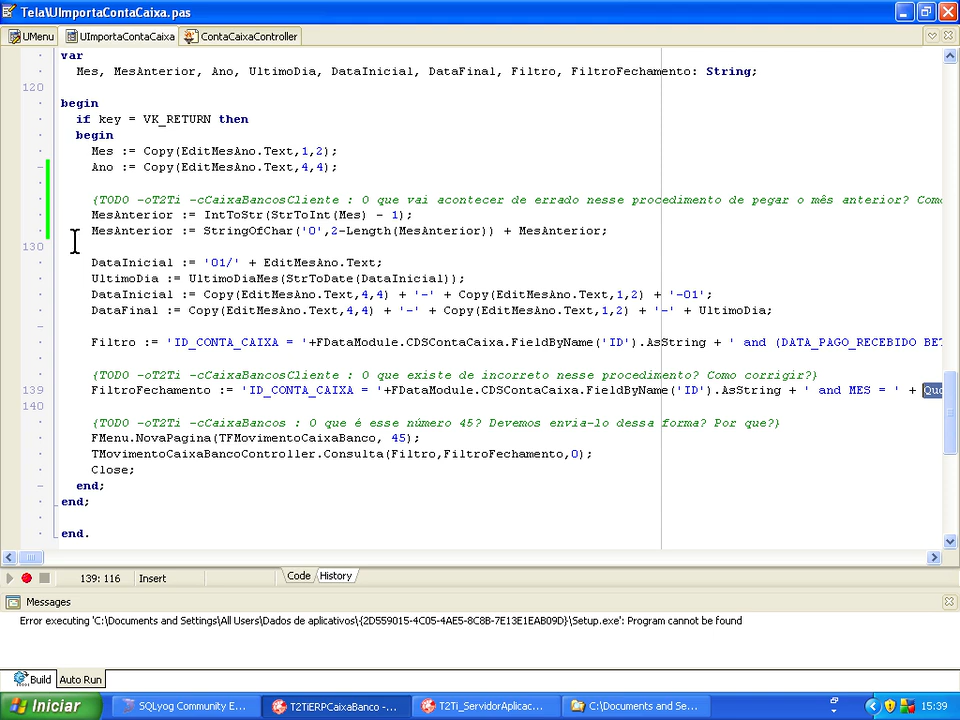 Tela\UImportaContaCaixa.pas
UMenu UImportaContaCaixa ContaCaixaController
var
Mes, MesAnterior, Ano, UltimoDia, DataInicial, DataFinal, Filtro, FiltroFechamento: String;
120
begin
if key = VK_RETURN then
begin
Mes := Copy(EditMesAno.Text,1,2);
Ano := Copy(EditMesAno.Text,4,4);
{TODO -oT2Ti -cCaixaBancosCliente : O que vai acontecer de errado nesse procedimento de pegar o mês anterior? Como
MesAnterior := IntToStr(StrToInt(Mes) - 1);
MesAnterior := StringOfChar('0',2-Length(MesAnterior)) + MesAnterior;
130
DataInicial := '01/' + EditMesAno.Text;
UltimoDia := UltimoDiaMes(StrToDate(DataInicial));
DataInicial := Copy(EditMesAno.Text,4,4) + '-' + Copy(EditMesAno.Text,1,2) + '-01';
DataFinal := Copy(EditMesAno.Text,4,4) + '-' + Copy(EditMesAno.Text,1,2) + '-' + UltimoDia;
Filtro := 'ID_CONTA_CAIXA = '+FDataModule.CDSContaCaixa.FieldByName('ID').AsString + ' and (DATA_PAGO_RECEBIDO BET
{TODO -oT2Ti -cCaixaBancosCliente : O que existe de incorreto nesse procedimento? Como corrigir?}
139 FiltroFechamento := 'ID_CONTA_CAIXA = '+FDataModule.CDSContaCaixa.FieldByName('ID').AsString + ' and MES = ' + Quo
140
{TODO -oT2Ti -cCaixaBancos : O que é esse número 45? Devemos envia-lo dessa forma? Por que?}
FMenu.NovaPagina(TFMovimentoCaixaBanco, 45);
TMovimentoCaixaBancoController.Consulta(Filtro,FiltroFechamento,0);
Close;
end;
end;
end.
139: 116 Insert Code History
Messages
Error executing 'C:\Documents and Settings\All Users\Dados de aplicativos\{2D559015-4C05-4AE5-8C8B-7E13E1EAB09D}\Setup.exe': Program cannot be found
Build Auto Run
Iniciar SQLyog Community E... T2TiERPCaixaBanco -... T2Ti_ServidorAplicac... C:\Documents and Se... 15:39